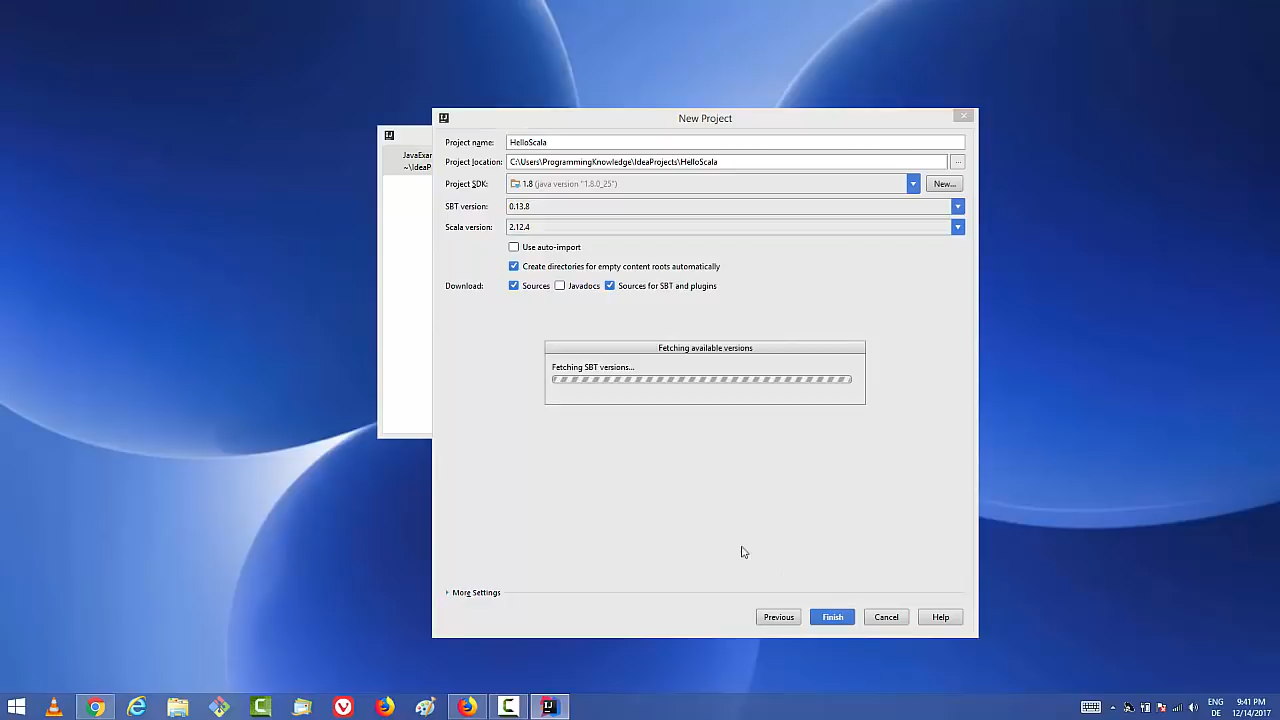 New Project
JavaExar
~\IdeaP
Project name: HelloScala
Project location: C:\Users\ProgrammingKnowledge\IdeaProjects\HelloScala ...
Project SDK: 1.8 (java version "1.8.0_25") New...
SBT version: 0.13.8
Scala version: 2.12.4
Use auto-import
Create directories for empty content roots automatically
Download: Sources Javadocs Sources for SBT and plugins
Fetching available versions
Fetching SBT versions...
More Settings
Previous Finish Cancel Help
ENG 9:41 PM
DE 12/14/2017